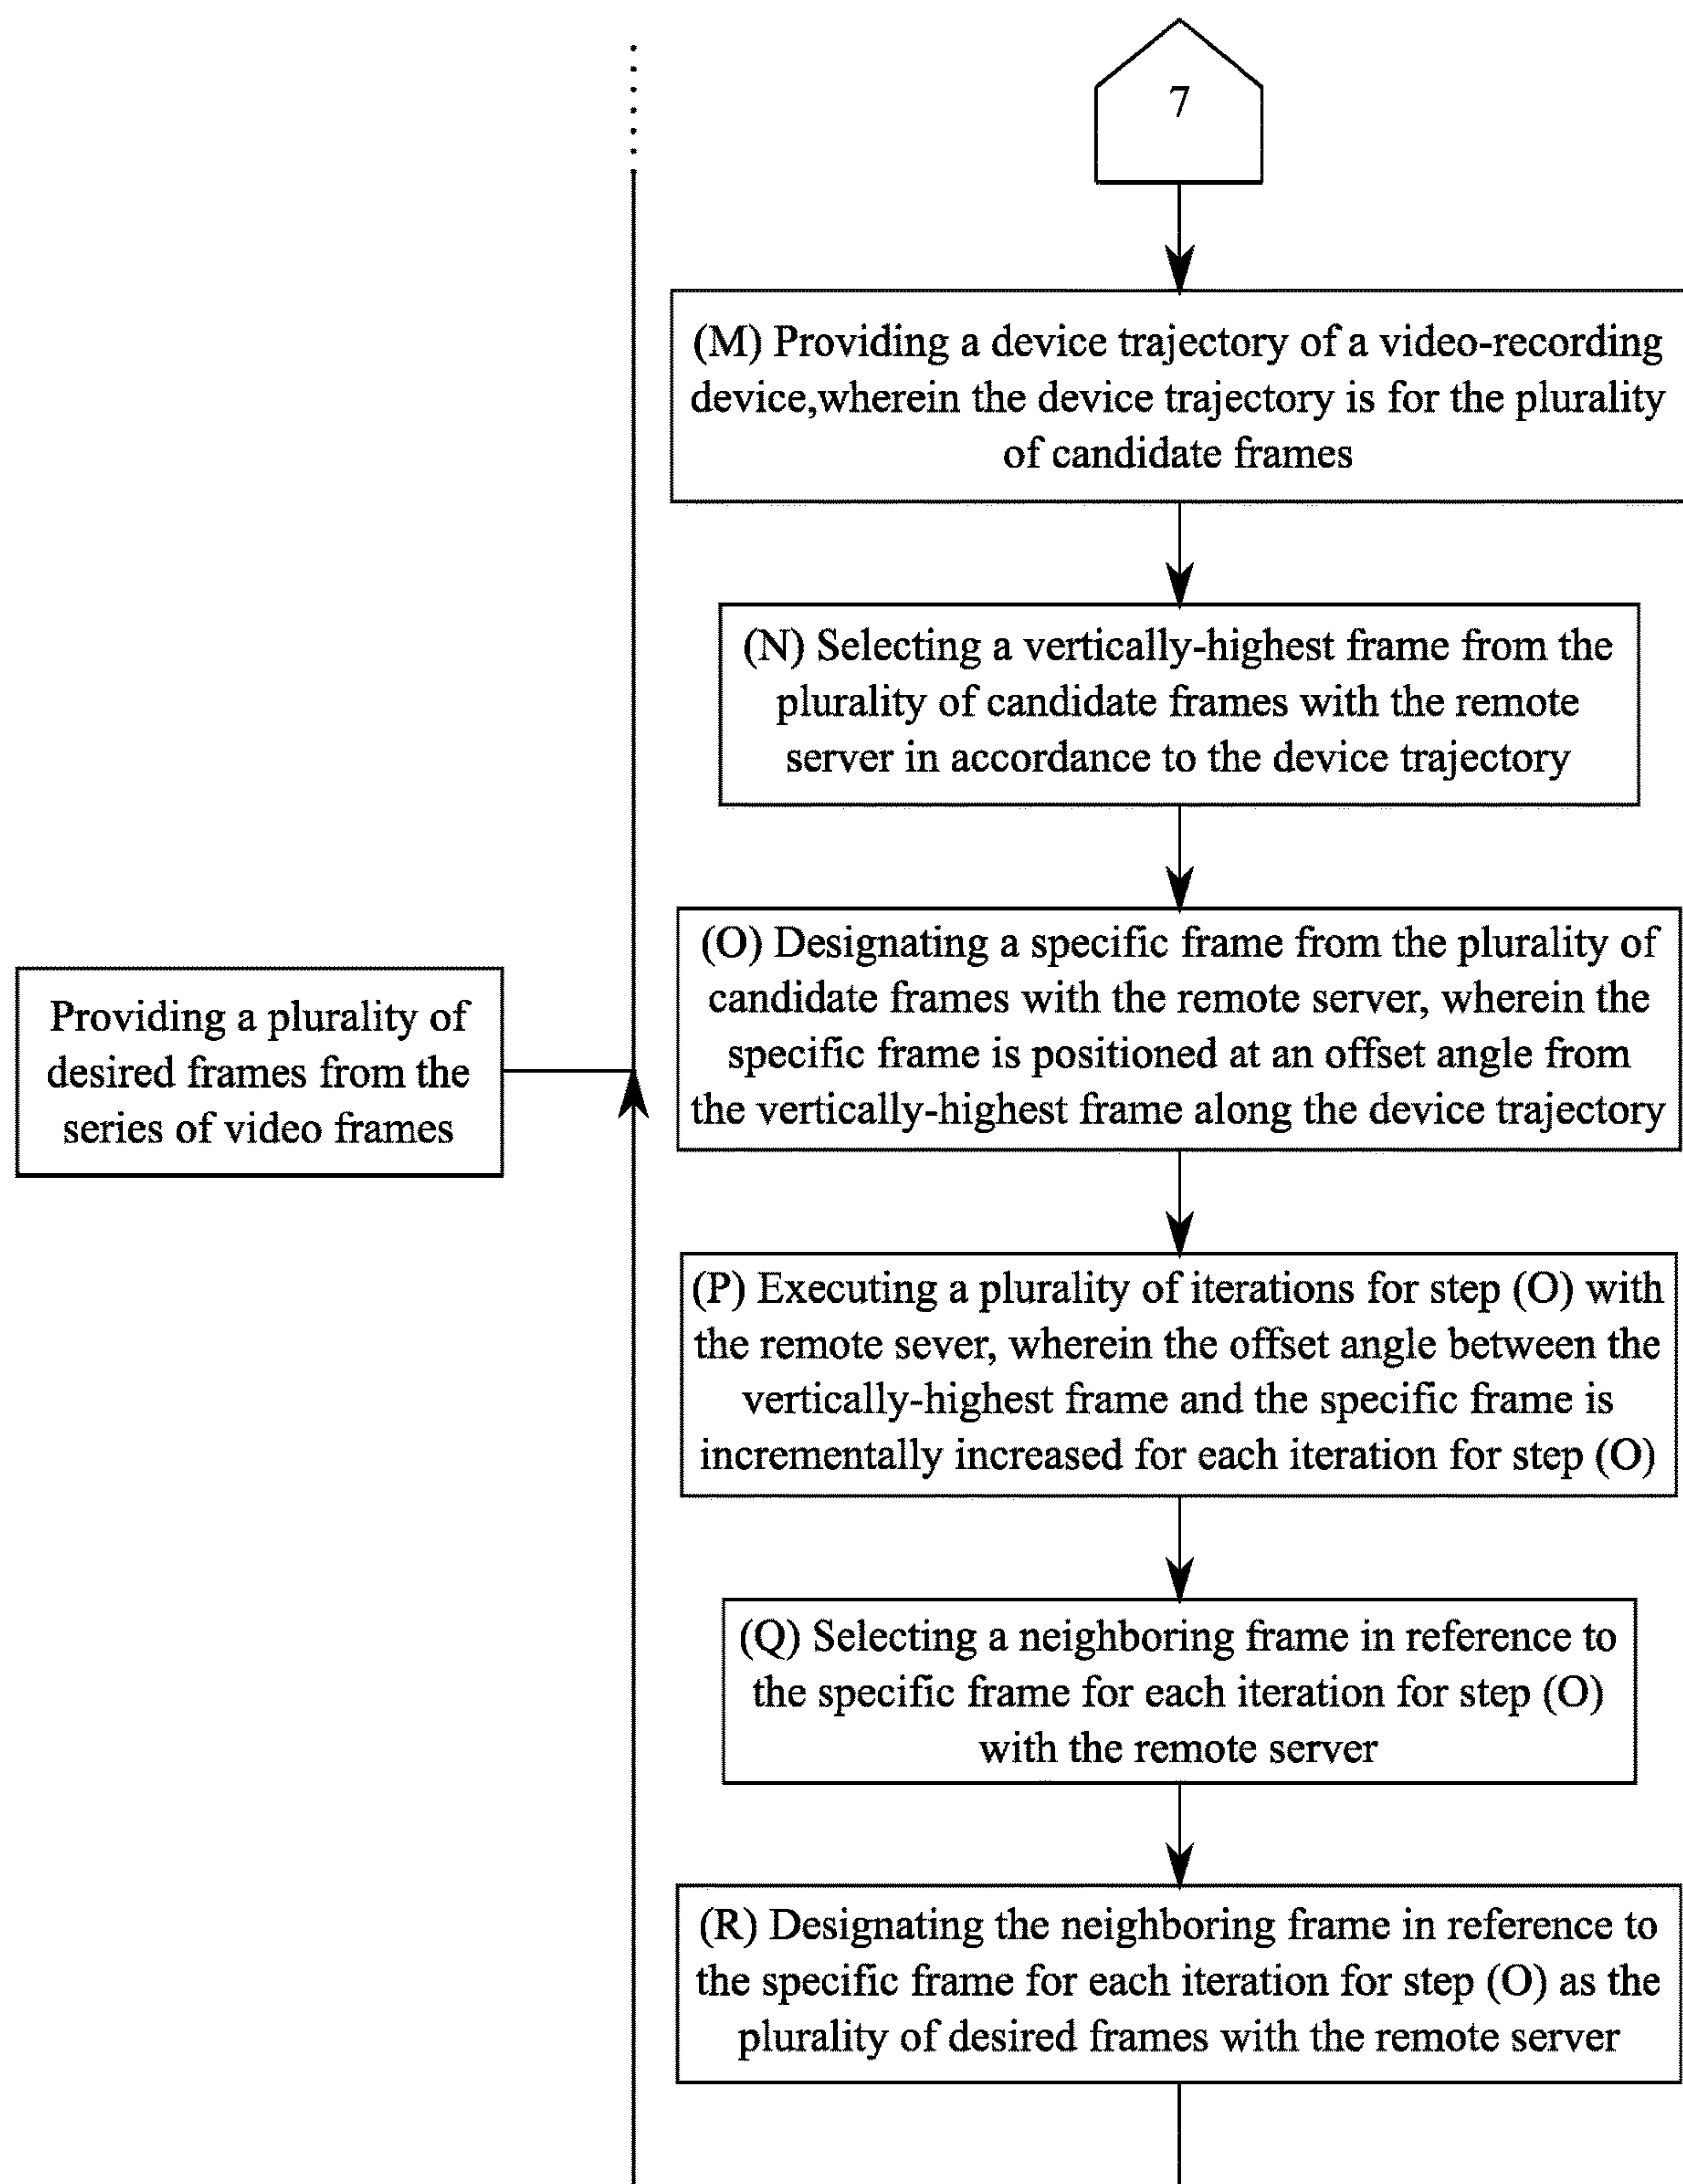 7
(M) Providing a device trajectory of a video-recording
device,wherein the device trajectory is for the plurality
of candidate frames
(N) Selecting a vertically-highest frame from the
plurality of candidate frames with the remote
server in accordance to the device trajectory
(O) Designating a specific frame from the plurality of
candidate frames with the remote server, wherein the
specific frame is positioned at an offset angle from
the vertically-highest frame along the device trajectory
Providing a plurality of
desired frames from the
series of video frames
(P) Executing a plurality of iterations for step (O) with
the remote sever, wherein the offset angle between the
vertically-highest frame and the specific frame is
incrementally increased for each iteration for step (O)
(Q) Selecting a neighboring frame in reference to
the specific frame for each iteration for step (O)
with the remote server
(R) Designating the neighboring frame in reference to
the specific frame for each iteration for step (O) as the
plurality of desired frames with the remote server